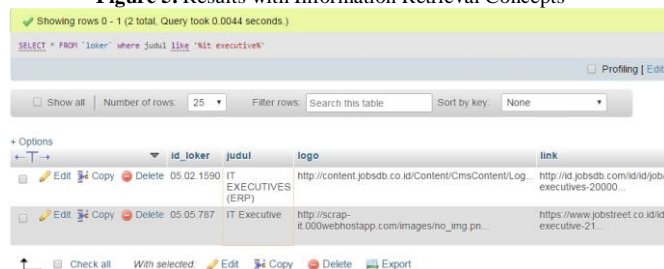 Figure 5. Results with Information Retrieval Concepts
Showing rows 0 - 1 (2 total, Query took 0.0044 seconds.)
SELECT * FROM `loker` where judul like '%it executive%'
Profiling [ Edit
Show all Number of rows: 25 Filter rows: Search this table Sort by key: None
+ Options
←T→ id_loker judul logo link
Edit Copy Delete 05.02.1590 IT EXECUTIVES (ERP) http://content.jobsdb.co.id/Content/CmsContent/Log... http://id.jobsdb.com/id/id/job/executives-20000...
Edit Copy Delete 05.05.787 IT Executive http://scrap-it.000webhostapp.com/images/no_img.pn... https://www.jobstreet.co.id/id executive-21...
Check all With selected: Edit Copy Delete Export